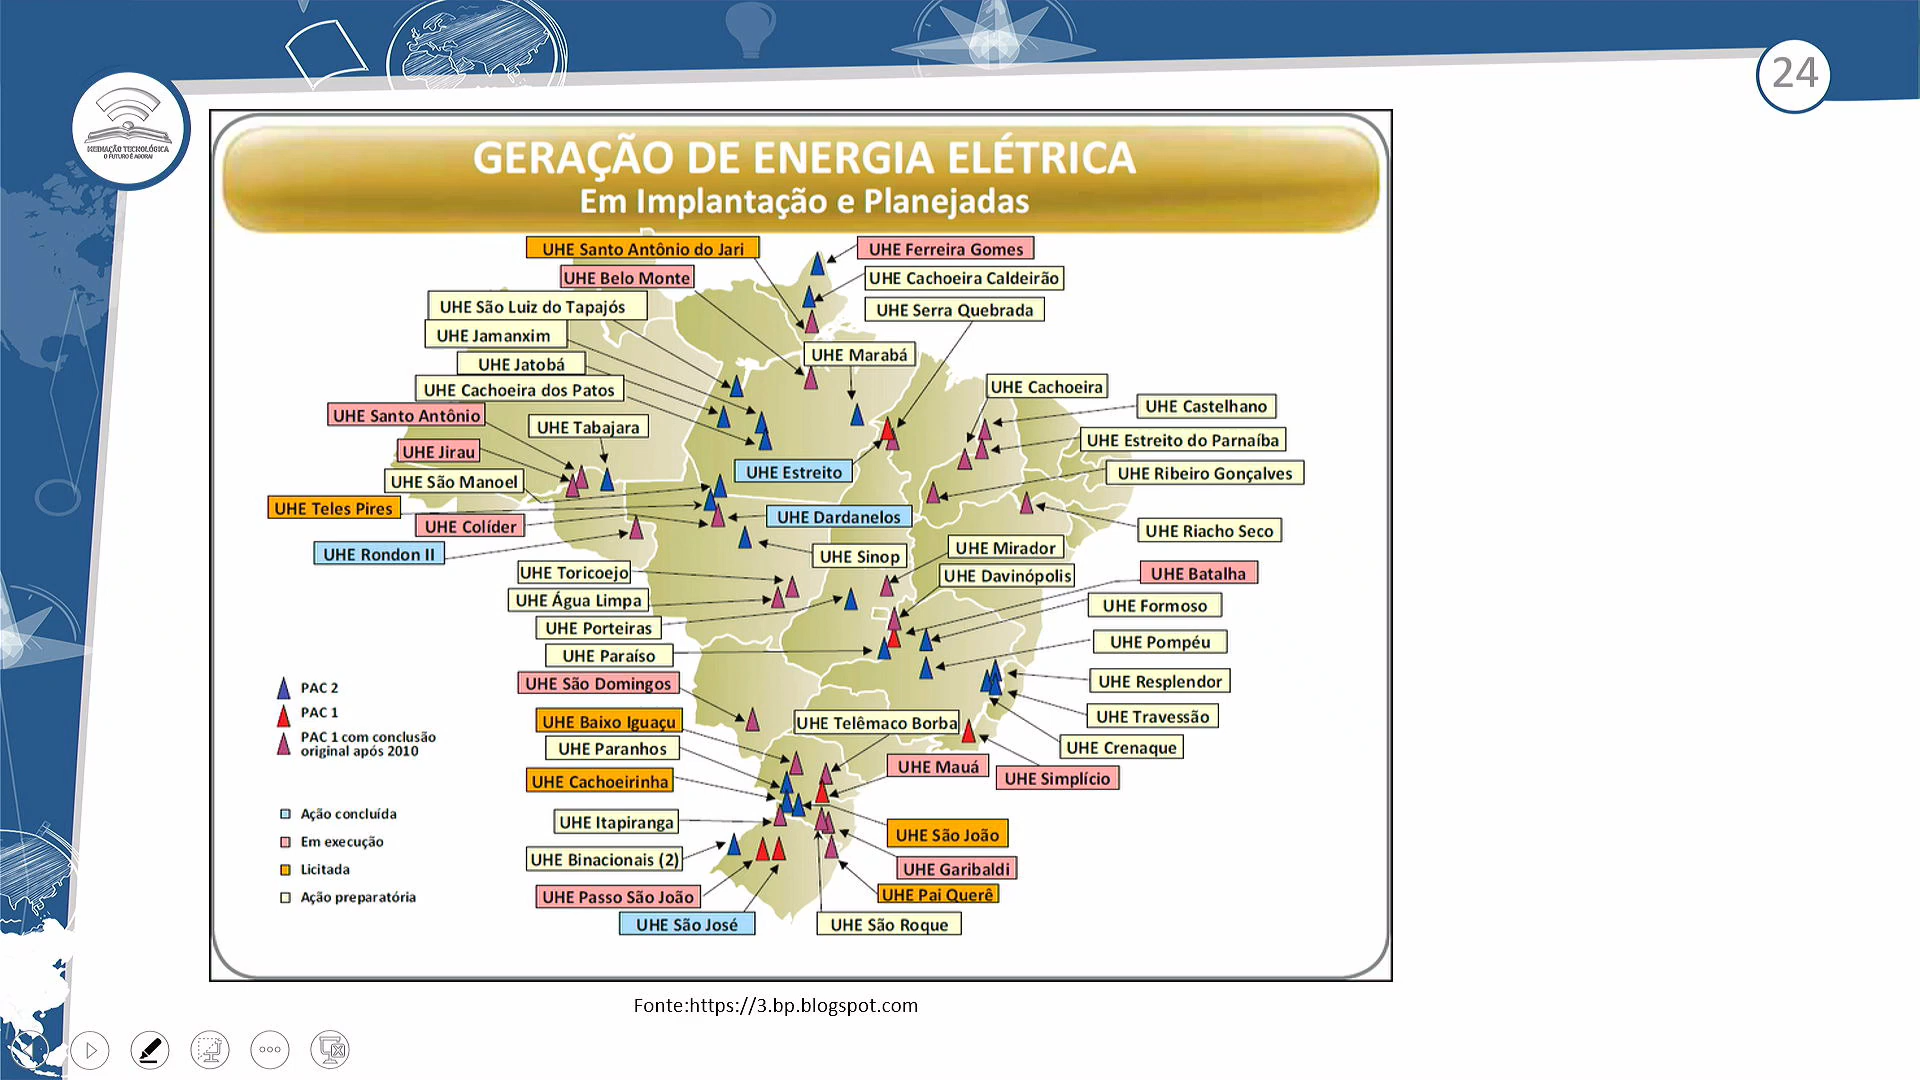 24
MEDIAÇÃO TECNOLÓGICA
O FUTURO É AGORA!
GERAÇÃO DE ENERGIA ELÉTRICA
Em Implantação e Planejadas
UHE Santo Antônio do Jari
UHE Ferreira Gomes
UHE Belo Monte
UHE Cachoeira Caldeirão
UHE São Luiz do Tapajós
UHE Serra Quebrada
UHE Jamanxim
UHE Marabá
UHE Jatobá
UHE Cachoeira dos Patos
UHE Cachoeira
UHE Castelhano
UHE Santo Antônio
UHE Tabajara
UHE Estreito do Parnaíba
UHE Jirau
UHE Estreito
UHE Ribeiro Gonçalves
UHE São Manoel
UHE Teles Pires
UHE Dardanelos
UHE Colíder
UHE Riacho Seco
UHE Rondon II
UHE Sinop
UHE Mirador
UHE Toricoejo
UHE Davinópolis
UHE Batalha
UHE Água Limpa
UHE Formoso
UHE Porteiras
UHE Pompéu
UHE Paraíso
UHE São Domingos
UHE Resplendor
UHE Baixo Iguaçu
UHE Telêmaco Borba
UHE Travessão
UHE Paranhos
UHE Crenaque
UHE Cachoeirinha
UHE Mauá
UHE Simplício
UHE Itapiranga
UHE São João
UHE Binacionais (2)
UHE Garibaldi
UHE Passo São João
UHE Pai Querê
UHE São José
UHE São Roque
PAC 2
PAC 1
PAC 1 com conclusão
original após 2010
Ação concluída
Em execução
Licitada
Ação preparatória
Fonte:https://3.bp.blogspot.com